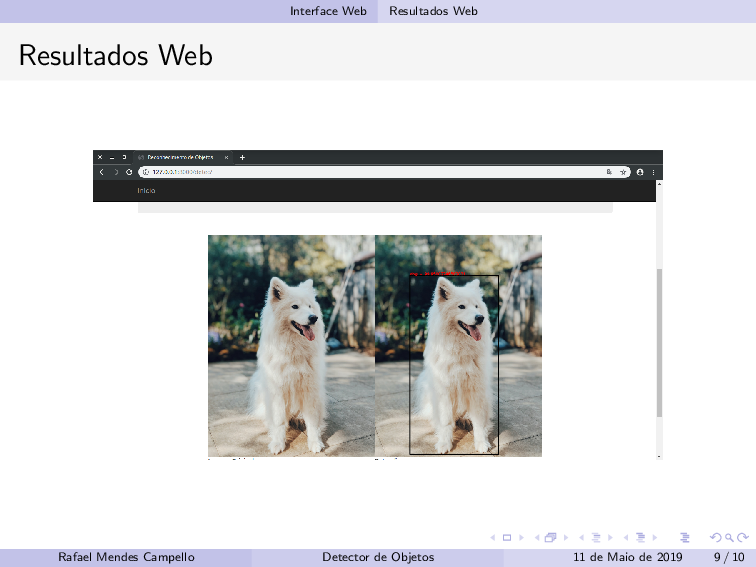 Interface Web Resultados Web
Resultados Web
Reconhecimento de Objetos
Inicio
Rafael Mendes Campello Detector de Objetos 11 de Maio de 2019 9 / 10